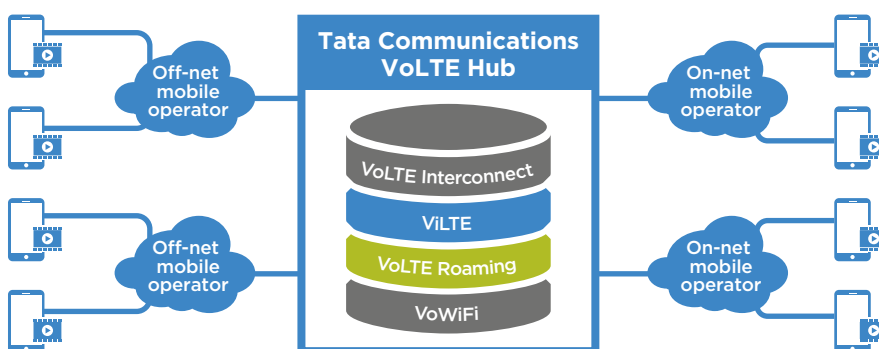 Tata Communications
VoLTE Hub
Off-net
mobile
operator
On-net
mobile
operator
VoLTE Interconnect
ViLTE
VoLTE Roaming
VoWiFi
Off-net
mobile
operator
On-net
mobile
operator